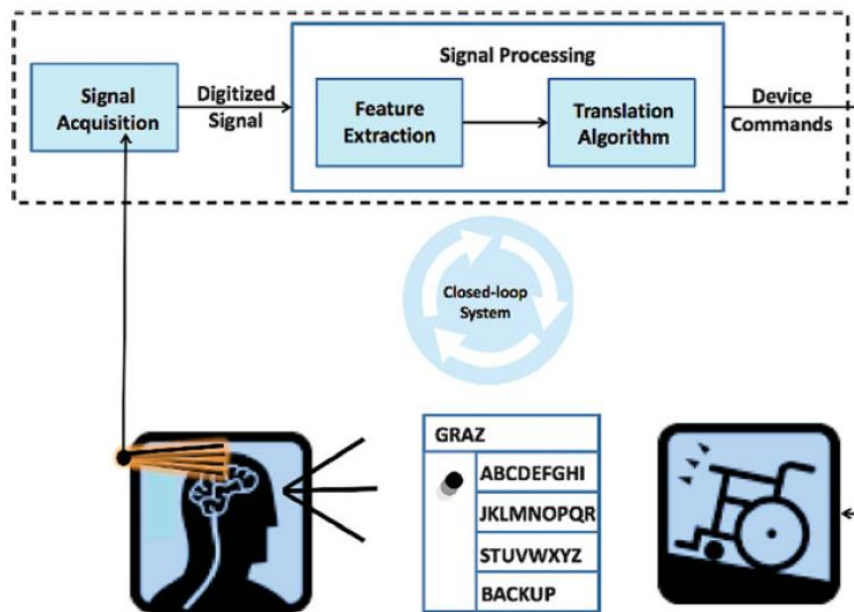 Signal Processing
Signal
Acquisition
Digitized
Signal
Feature
Extraction
Translation
Algorithm
Device
Commands
Closed-loop
System
GRAZ
ABCDEFGHI
JKLMNOPQR
STUVWXYZ
BACKUP